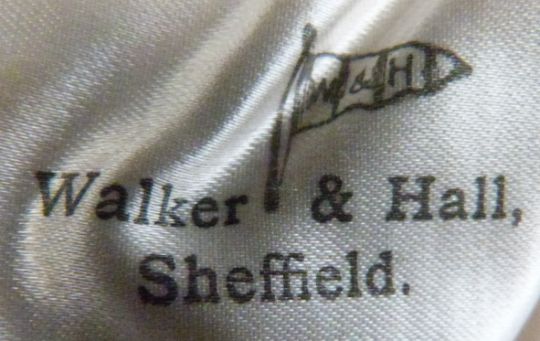 W & H
Walker & Hall,
Sheffield.